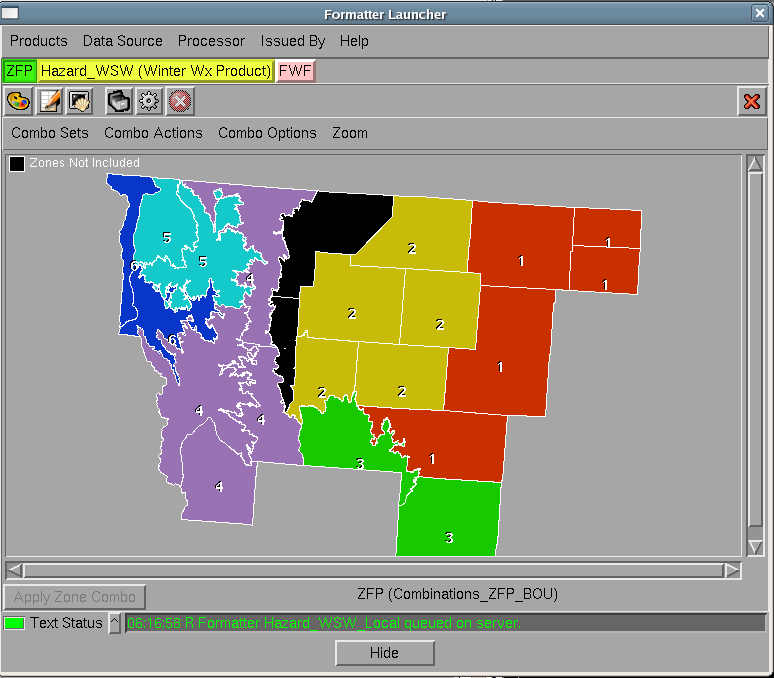 Formatter Launcher
Products Data Source Processor Issued By Help
ZFP Hazard_WSW (Winter Wx Product) FWF
Combo Sets Combo Actions Combo Options Zoom
Zones Not Included
5
5
6
4
2
1
1
1
2
2
6
1
2
2
4
4
3
1
4
3
Apply Zone Combo
ZFP (Combinations_ZFP_BOU)
Text Status ^ 06:16:58 R Formatter Hazard_WSW_Local queued on server.
Hide